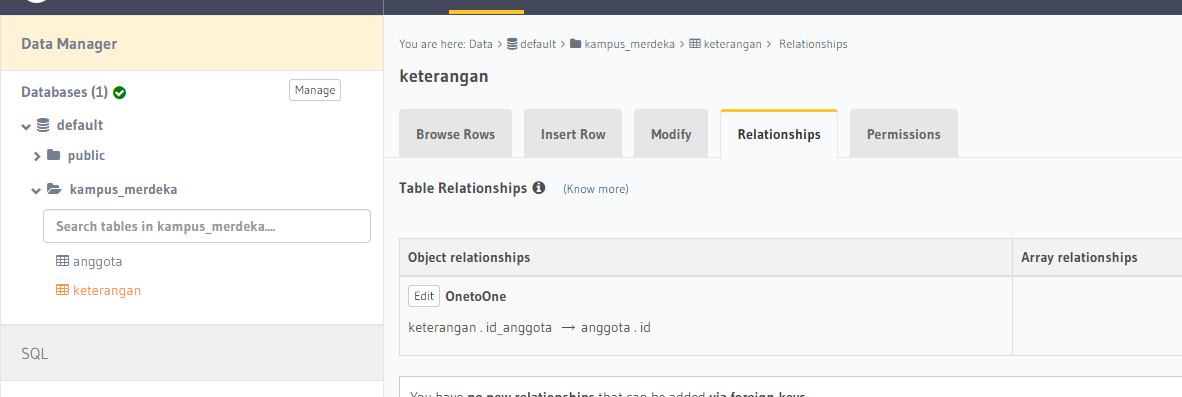 Data Manager
Databases (1)
Manage
default
public
kampus_merdeka
Search tables in kampus_merdeka....
anggota
keterangan
SQL
You are here: Data > default > kampus_merdeka > keterangan > Relationships
keterangan
Browse Rows
Insert Row
Modify
Relationships
Permissions
Table Relationships (Know more)
Object relationships
Array relationships
Edit OnetoOne
keterangan . id_anggota → anggota . id
You have no new relationships that can be added via foreign keys